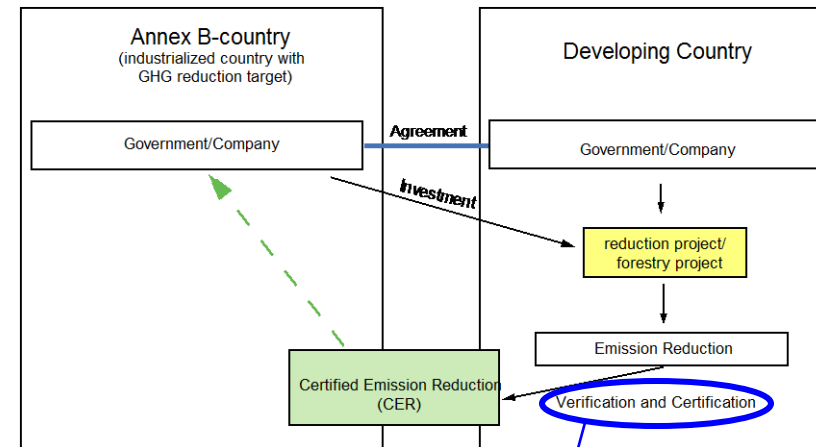 Annex B-country
(industrialized country with
GHG reduction target)
Developing Country
Government/Company
Agreement
Government/Company
Investment
reduction project/
forestry project
Emission Reduction
Certified Emission Reduction
(CER)
Verification and Certification